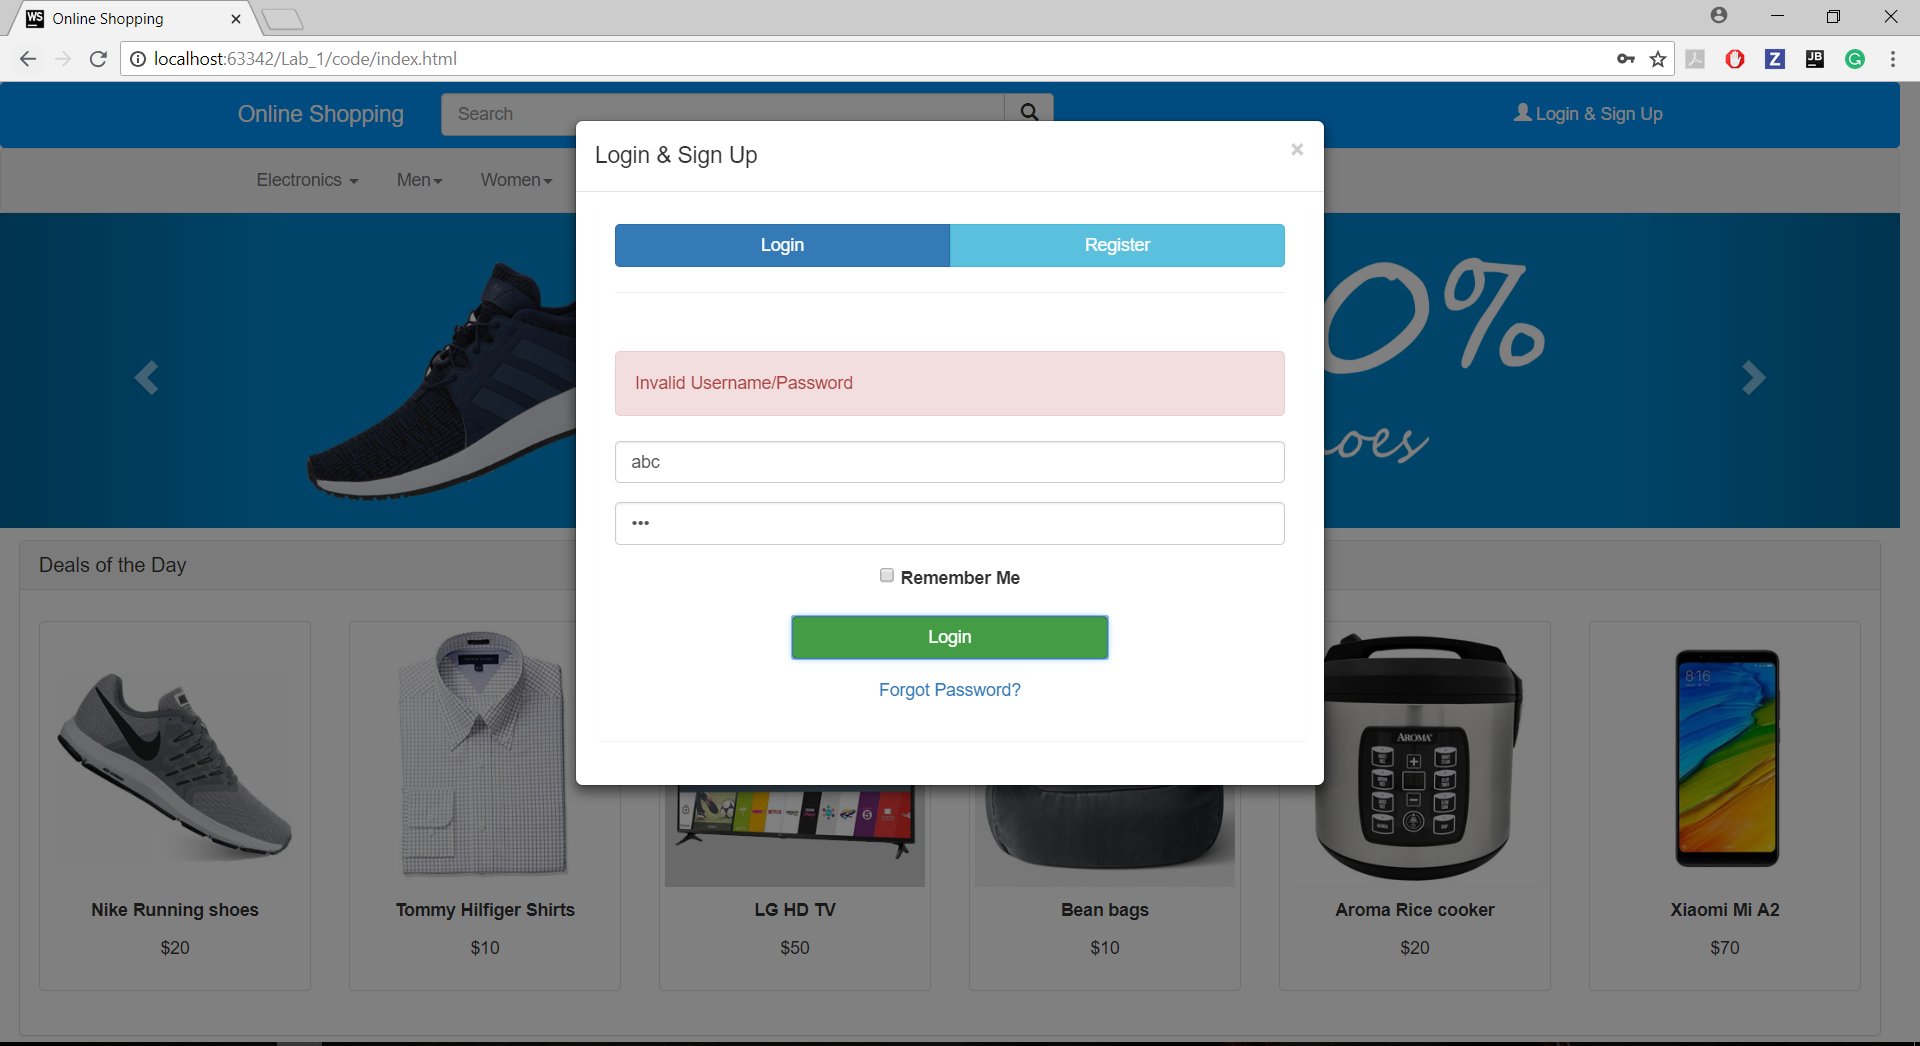 Online Shopping
localhost:63342/Lab_1/code/index.html
Online Shopping
Search
Login & Sign Up
Electronics
Men
Women
Login & Sign Up
×
Login
Register
0%
oes
Invalid Username/Password
abc
•••
Remember Me
Login
Forgot Password?
Deals of the Day
8:16
AROMA
Nike Running shoes
Tommy Hilfiger Shirts
LG HD TV
Bean bags
Aroma Rice cooker
Xiaomi Mi A2
$20
$10
$50
$10
$20
$70